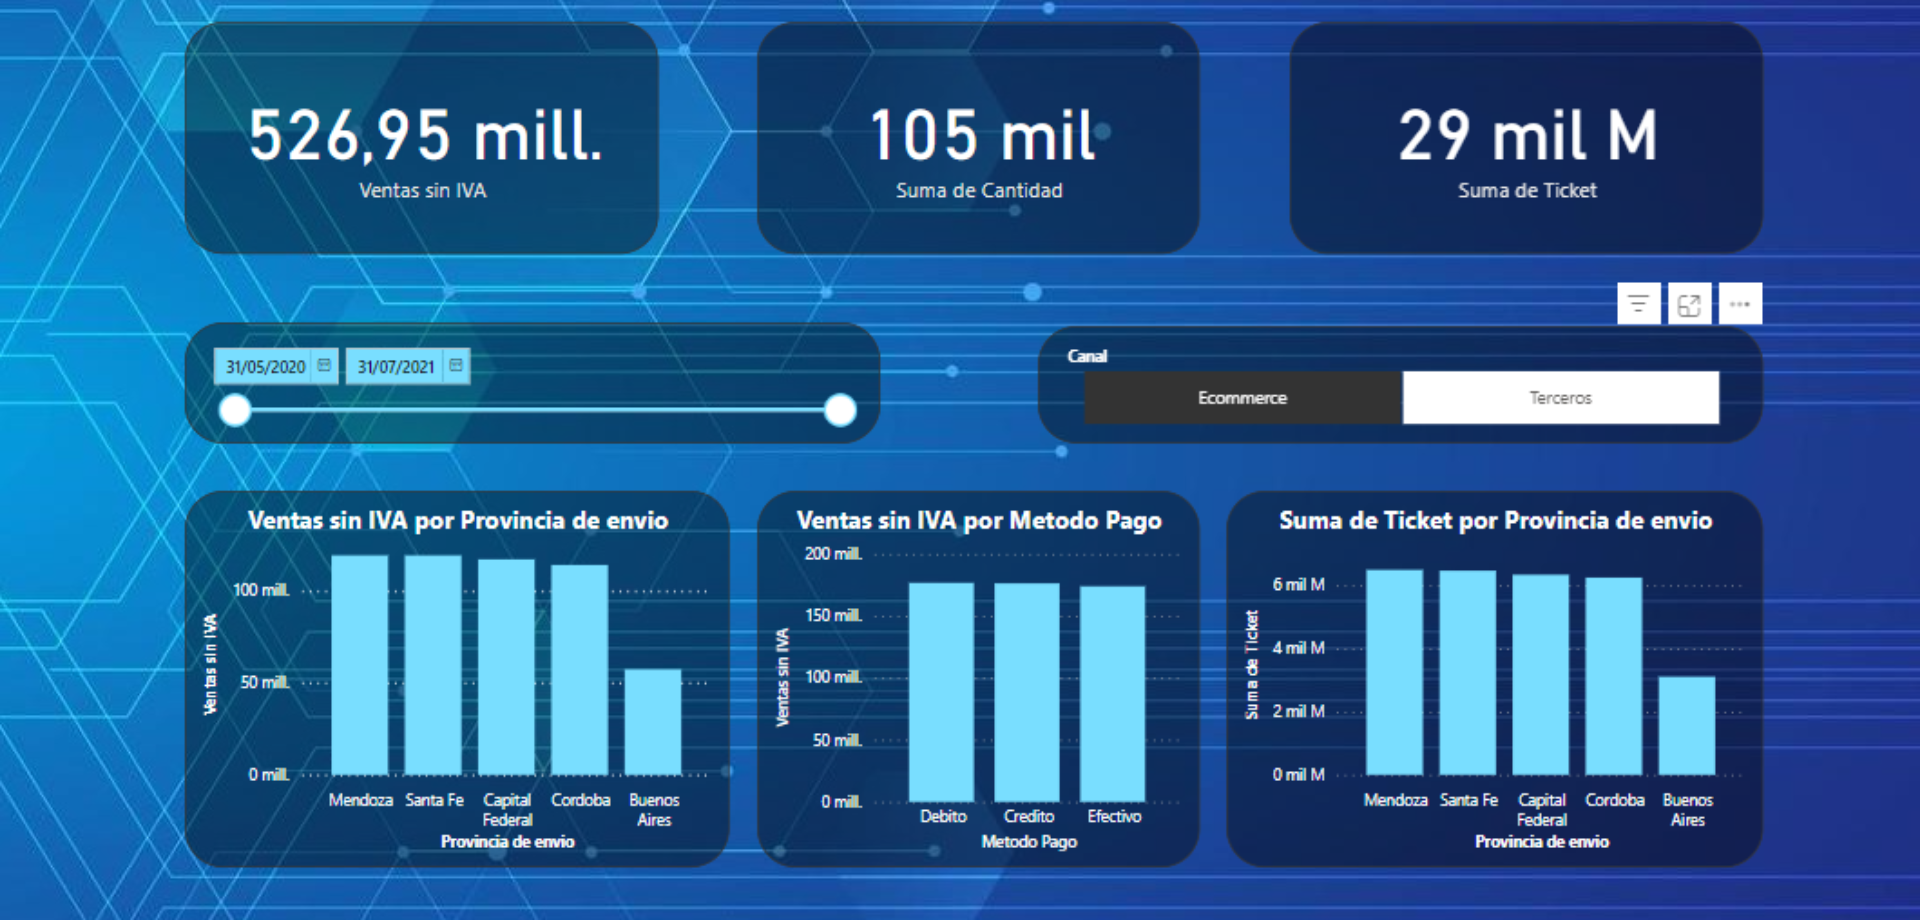 526,95 mill.
Ventas sin IVA
105 mil
Suma de Cantidad
29 mil M
Suma de Ticket
31/05/2020
31/07/2021
Canal
Ecommerce
Terceros
Ventas sin IVA por Provincia de envio
Ventas sin IVA
100 mill.
50 mill.
0 mill.
Mendoza
Santa Fe
Capital
Federal
Cordoba
Buenos
Aires
Provincia de envio
Ventas sin IVA por Metodo Pago
Ventas sin IVA
200 mill.
150 mill.
100 mill.
50 mill.
0 mill.
Debito
Credito
Efectivo
Metodo Pago
Suma de Ticket por Provincia de envio
Suma de Ticket
6 mil M
4 mil M
2 mil M
0 mil M
Mendoza
Santa Fe
Capital
Federal
Cordoba
Buenos
Aires
Provincia de envio